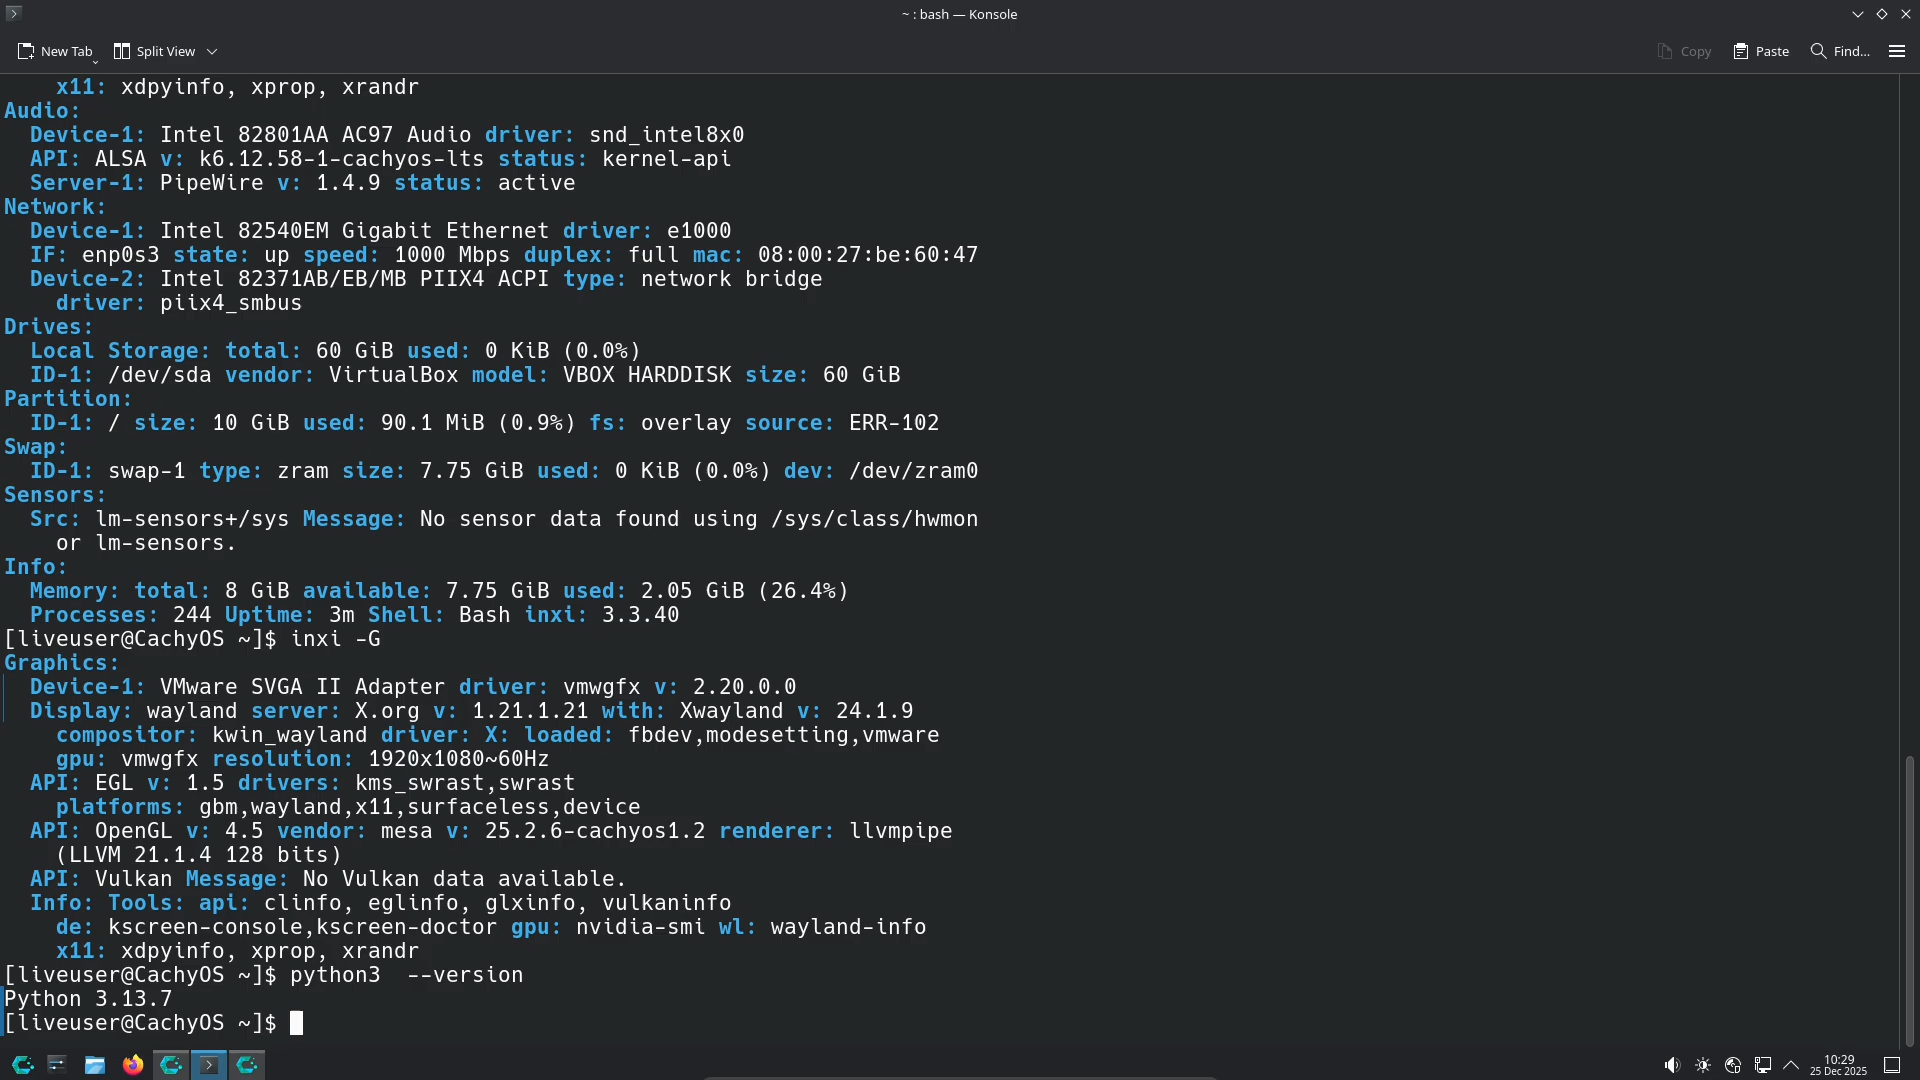 ~ : bash — Konsole
New Tab
Split View
Copy
Paste
Find...
x11: xdpyinfo, xprop, xrandr
Audio:
Device-1: Intel 82801AA AC97 Audio driver: snd_intel8x0
API: ALSA v: k6.12.58-1-cachyos-lts status: kernel-api
Server-1: PipeWire v: 1.4.9 status: active
Network:
Device-1: Intel 82540EM Gigabit Ethernet driver: e1000
IF: enp0s3 state: up speed: 1000 Mbps duplex: full mac: 08:00:27:be:60:47
Device-2: Intel 82371AB/EB/MB PIIX4 ACPI type: network bridge
driver: piix4_smbus
Drives:
Local Storage: total: 60 GiB used: 0 KiB (0.0%)
ID-1: /dev/sda vendor: VirtualBox model: VBOX HARDDISK size: 60 GiB
Partition:
ID-1: / size: 10 GiB used: 90.1 MiB (0.9%) fs: overlay source: ERR-102
Swap:
ID-1: swap-1 type: zram size: 7.75 GiB used: 0 KiB (0.0%) dev: /dev/zram0
Sensors:
Src: lm-sensors+/sys Message: No sensor data found using /sys/class/hwmon
or lm-sensors.
Info:
Memory: total: 8 GiB available: 7.75 GiB used: 2.05 GiB (26.4%)
Processes: 244 Uptime: 3m Shell: Bash inxi: 3.3.40
[liveuser@CachyOS ~]$ inxi -G
Graphics:
Device-1: VMware SVGA II Adapter driver: vmwgfx v: 2.20.0.0
Display: wayland server: X.org v: 1.21.1.21 with: Xwayland v: 24.1.9
compositor: kwin_wayland driver: X: loaded: fbdev,modesetting,vmware
gpu: vmwgfx resolution: 1920x1080~60Hz
API: EGL v: 1.5 drivers: kms_swrast,swrast
platforms: gbm,wayland,x11,surfaceless,device
API: OpenGL v: 4.5 vendor: mesa v: 25.2.6-cachyos1.2 renderer: llvmpipe
(LLVM 21.1.4 128 bits)
API: Vulkan Message: No Vulkan data available.
Info: Tools: api: clinfo, eglinfo, glxinfo, vulkaninfo
de: kscreen-console,kscreen-doctor gpu: nvidia-smi wl: wayland-info
x11: xdpyinfo, xprop, xrandr
[liveuser@CachyOS ~]$ python3  --version
Python 3.13.7
[liveuser@CachyOS ~]$
10:29
25 Dec 2025